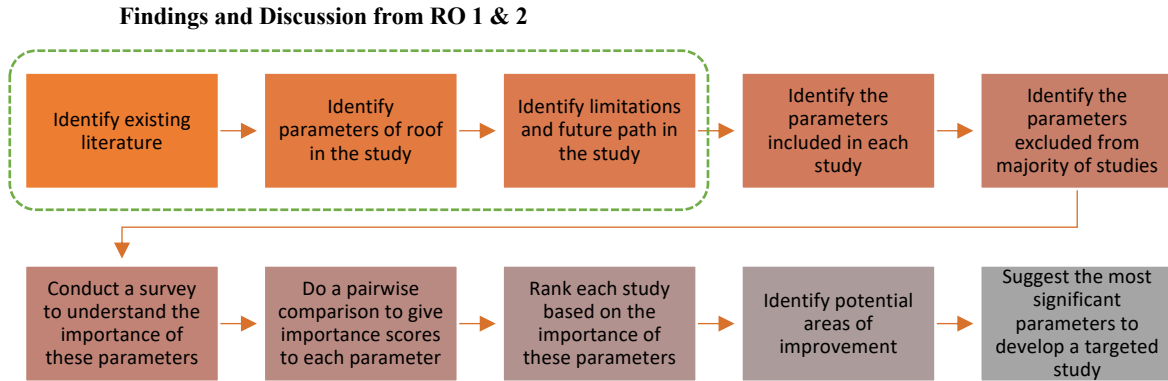 Findings and Discussion from RO 1 & 2
Identify existing
literature
Identify
parameters of roof
in the study
Identify limitations
and future path in
the study
Identify the
parameters
included in each
study
Identify the
parameters
excluded from
majority of studies
Conduct a survey
to understand the
importance of
these parameters
Do a pairwise
comparison to give
importance scores
to each parameter
Rank each study
based on the
importance of
these parameters
Identify potential
areas of
improvement
Suggest the most
significant
parameters to
develop a targeted
study